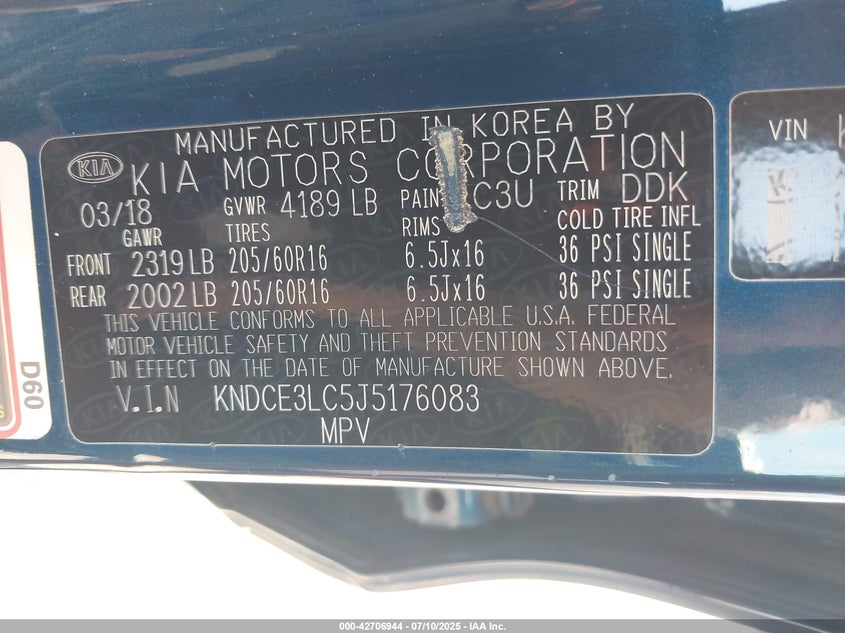 MANUFACTURED IN KOREA BY
KIA
KIA MOTORS CORPORATION
03/18 GVWR 4189 LB PAINT C3U TRIM DDK
GAWR TIRES RIMS COLD TIRE INFL
FRONT 2319 LB 205/60R16 6.5Jx16 36 PSI SINGLE
REAR 2002 LB 205/60R16 6.5Jx16 36 PSI SINGLE
THIS VEHICLE CONFORMS TO ALL APPLICABLE U.S.A. FEDERAL
MOTOR VEHICLE SAFETY AND THEFT PREVENTION STANDARDS
IN EFFECT ON THE DATE OF MANUFACTURE SHOWN ABOVE.
V.I.N KNDCE3LC5J5176083
MPV
D60
VIN
000-42706944 - 07/10/2025 - IAA Inc.